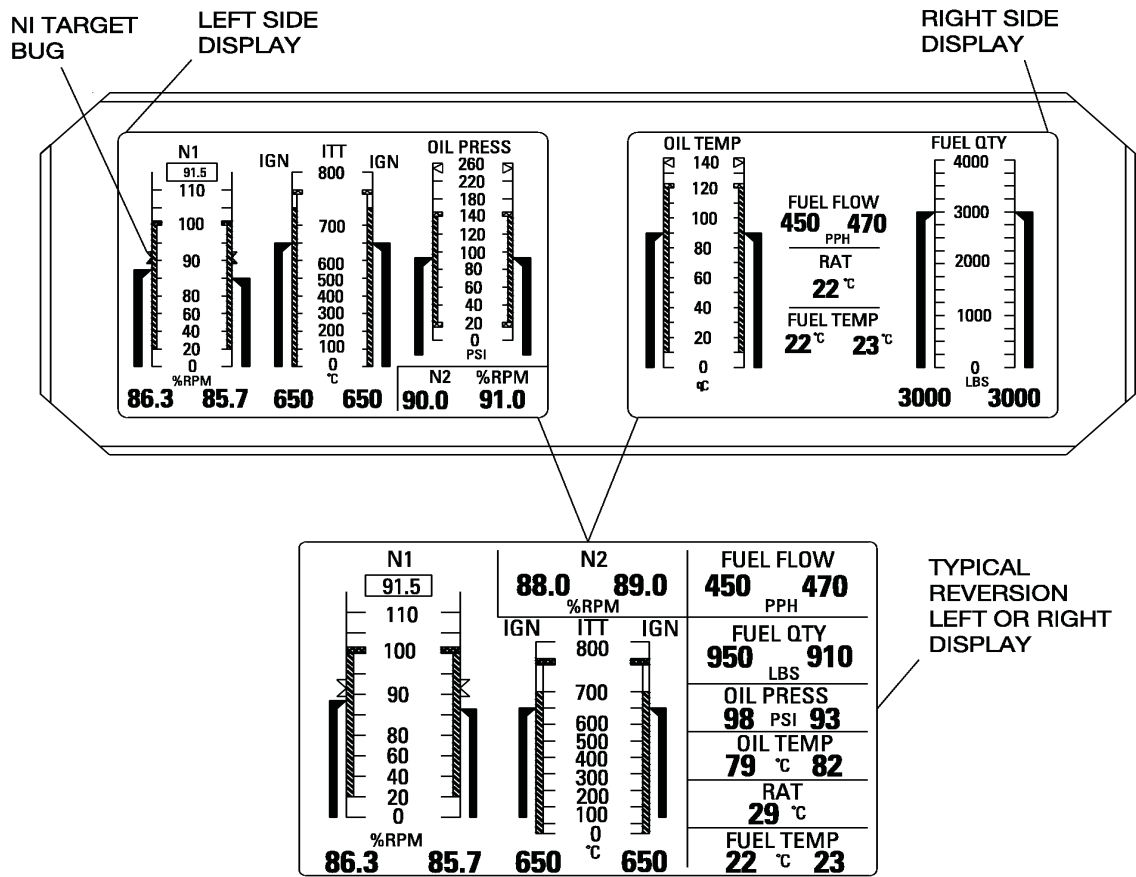 NI TARGET
BUG
LEFT SIDE
DISPLAY
RIGHT SIDE
DISPLAY
N1
91.5
110
100
90
80
60
40
20
0
%RPM
86.3 85.7
IGN ITT IGN
800
700
600
500
400
300
200
100
0
°C
650 650
OIL PRESS
260
220
180
140
120
100
80
60
40
20
0
PSI
N2 %RPM
90.0 91.0
OIL TEMP
140
120
100
80
60
40
20
0
°C
FUEL FLOW
450 470
PPH
RAT
22 °C
FUEL TEMP
22 °C 23 °C
FUEL QTY
4000
3000
2000
1000
0
LBS
3000 3000
N1
91.5
110
100
90
80
60
40
20
0
%RPM
86.3 85.7
N2
88.0 89.0
%RPM
IGN ITT IGN
800
700
600
500
400
300
200
100
0
°C
650 650
FUEL FLOW
450 470
PPH
FUEL QTY
950 910
LBS
OIL PRESS
98 PSI 93
OIL TEMP
79 °C 82
RAT
29 °C
FUEL TEMP
22 °C 23
TYPICAL
REVERSION
LEFT OR RIGHT
DISPLAY